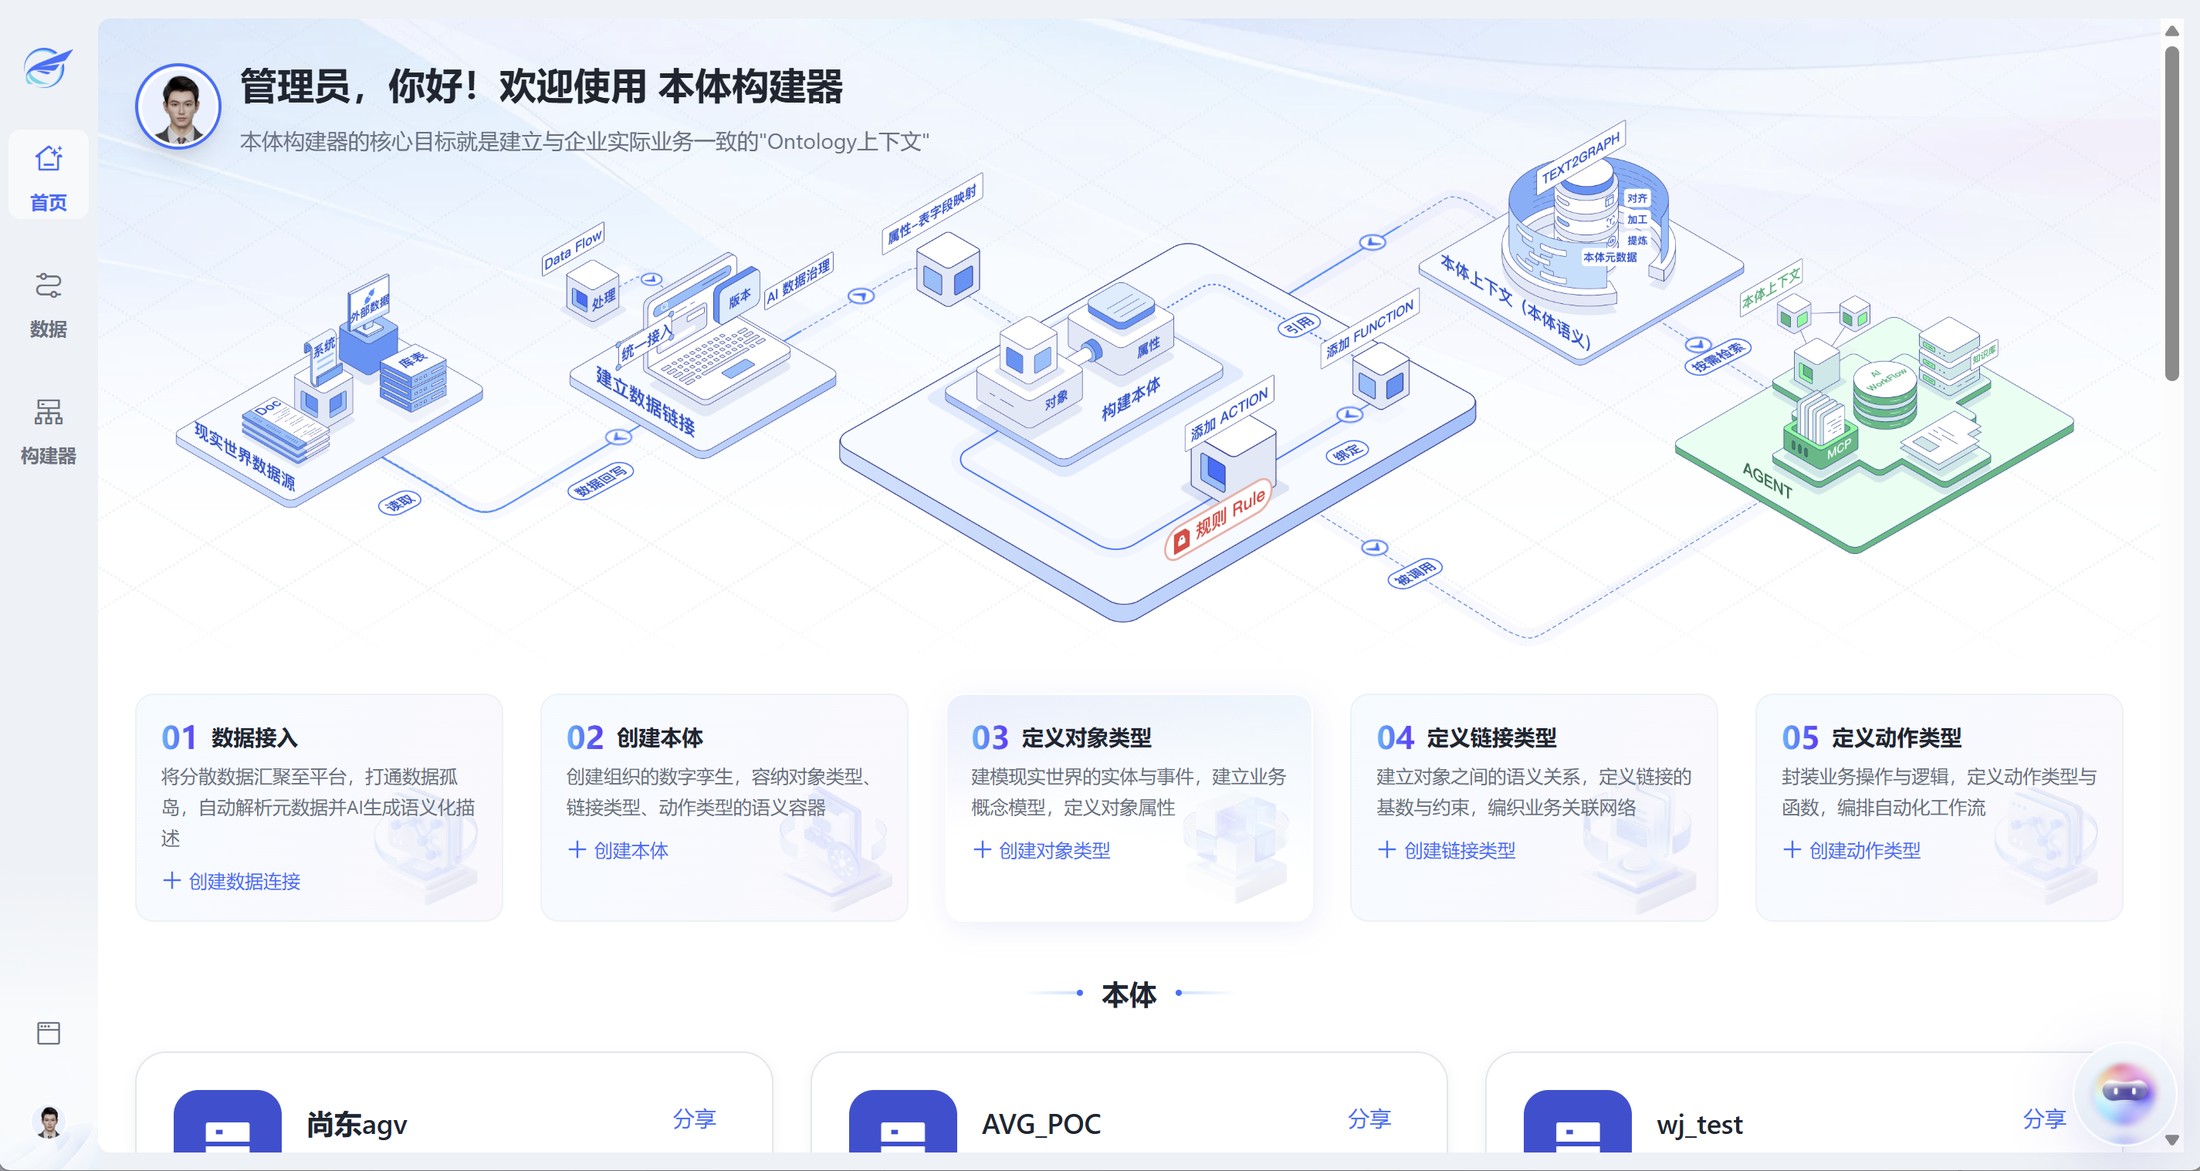 管理员，你好！欢迎使用 本体构建器
本体构建器的核心目标就是建立与企业实际业务一致的"Ontology上下文"
首页
数据
构建器
外部数据
系统
库表
Doc
现实世界数据源
读取
Data Flow
处理
统一接入
版本
AI 数据治理
建立数据链接
数据回写
属性-表字段映射
对象
属性
构建本体
引用
添加 FUNCTION
添加 ACTION
绑定
规则 Rule
被调用
TEXT2GRAPH
对齐
加工
提炼
本体元数据
本体上下文（本体语义）
按需检索
本体上下文
知识库
AI
WorkFlow
MCP
AGENT
01 数据接入
将分散数据汇聚至平台，打通数据孤
岛，自动解析元数据并AI生成语义化描
述
+ 创建数据连接
02 创建本体
创建组织的数字孪生，容纳对象类型、
链接类型、动作类型的语义容器
+ 创建本体
03 定义对象类型
建模现实世界的实体与事件，建立业务
概念模型，定义对象属性
+ 创建对象类型
04 定义链接类型
建立对象之间的语义关系，定义链接的
基数与约束，编织业务关联网络
+ 创建链接类型
05 定义动作类型
封装业务操作与逻辑，定义动作类型与
函数，编排自动化工作流
+ 创建动作类型
本体
尚东agv
分享
AVG_POC
分享
wj_test
分享